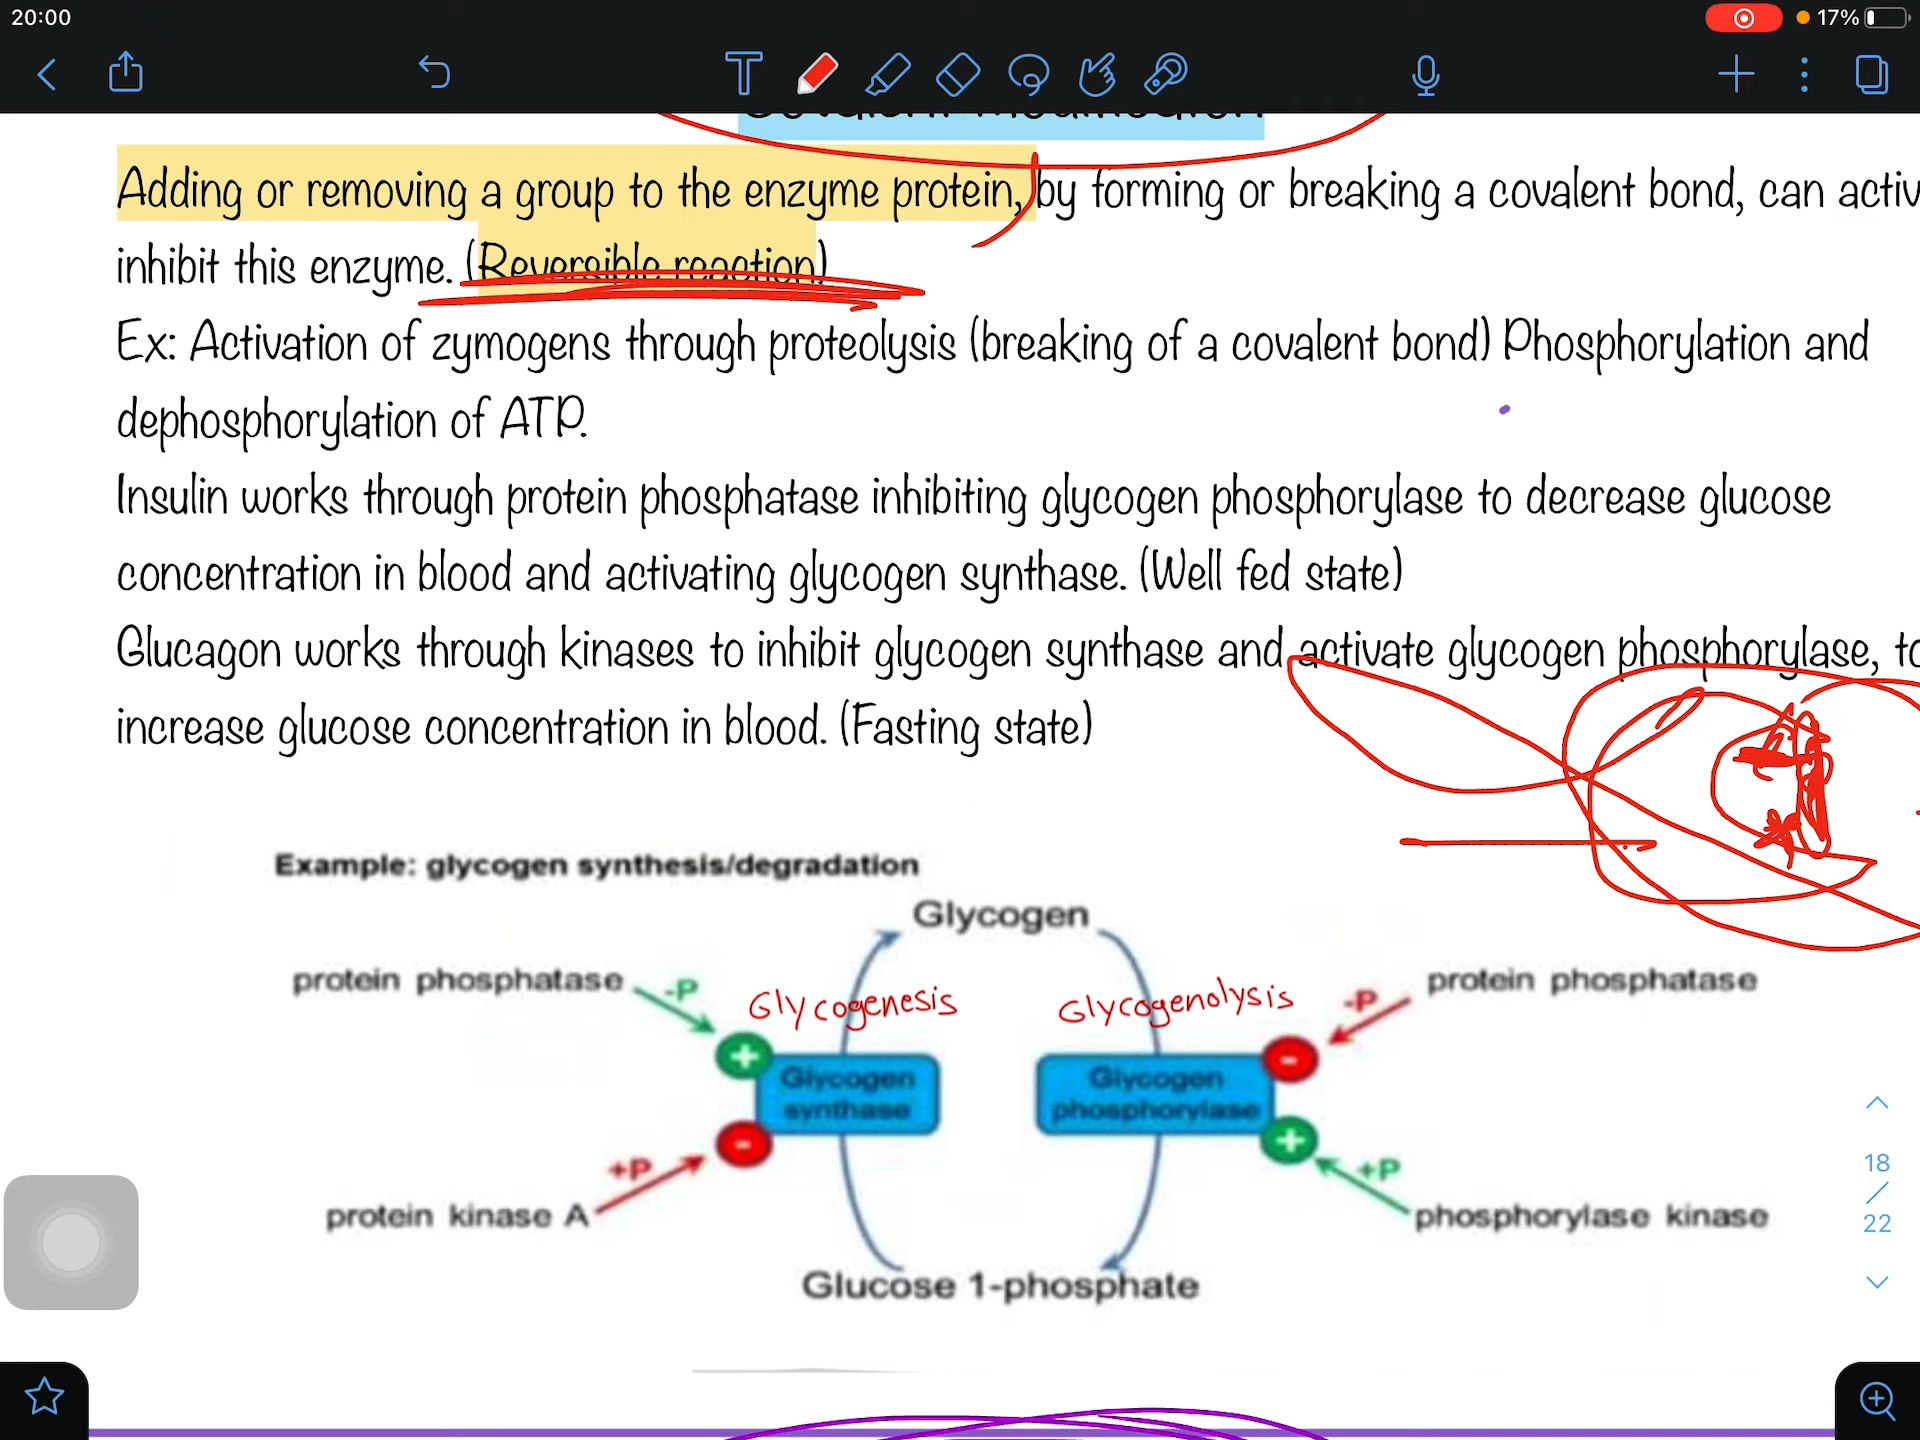 20:00
17%
T
Covalent modification
Adding or removing a group to the enzyme protein, by forming or breaking a covalent bond, can activ
inhibit this enzyme. (Reversible reaction)
Ex: Activation of zymogens through proteolysis (breaking of a covalent bond) Phosphorylation and
dephosphorylation of ATP.
Insulin works through protein phosphatase inhibiting glycogen phosphorylase to decrease glucose
concentration in blood and activating glycogen synthase. (Well fed state)
Glucagon works through kinases to inhibit glycogen synthase and activate glycogen phosphorylase, to
increase glucose concentration in blood. (Fasting state)
Example: glycogen synthesis/degradation
Glycogen
protein phosphatase
-P
Glycogenesis
Glycogenolysis
-P
protein phosphatase
+
Glycogen
synthase
-
Glycogen
phosphorylase
-
+
+P
protein kinase A
+P
phosphorylase kinase
Glucose 1-phosphate
18
/
22